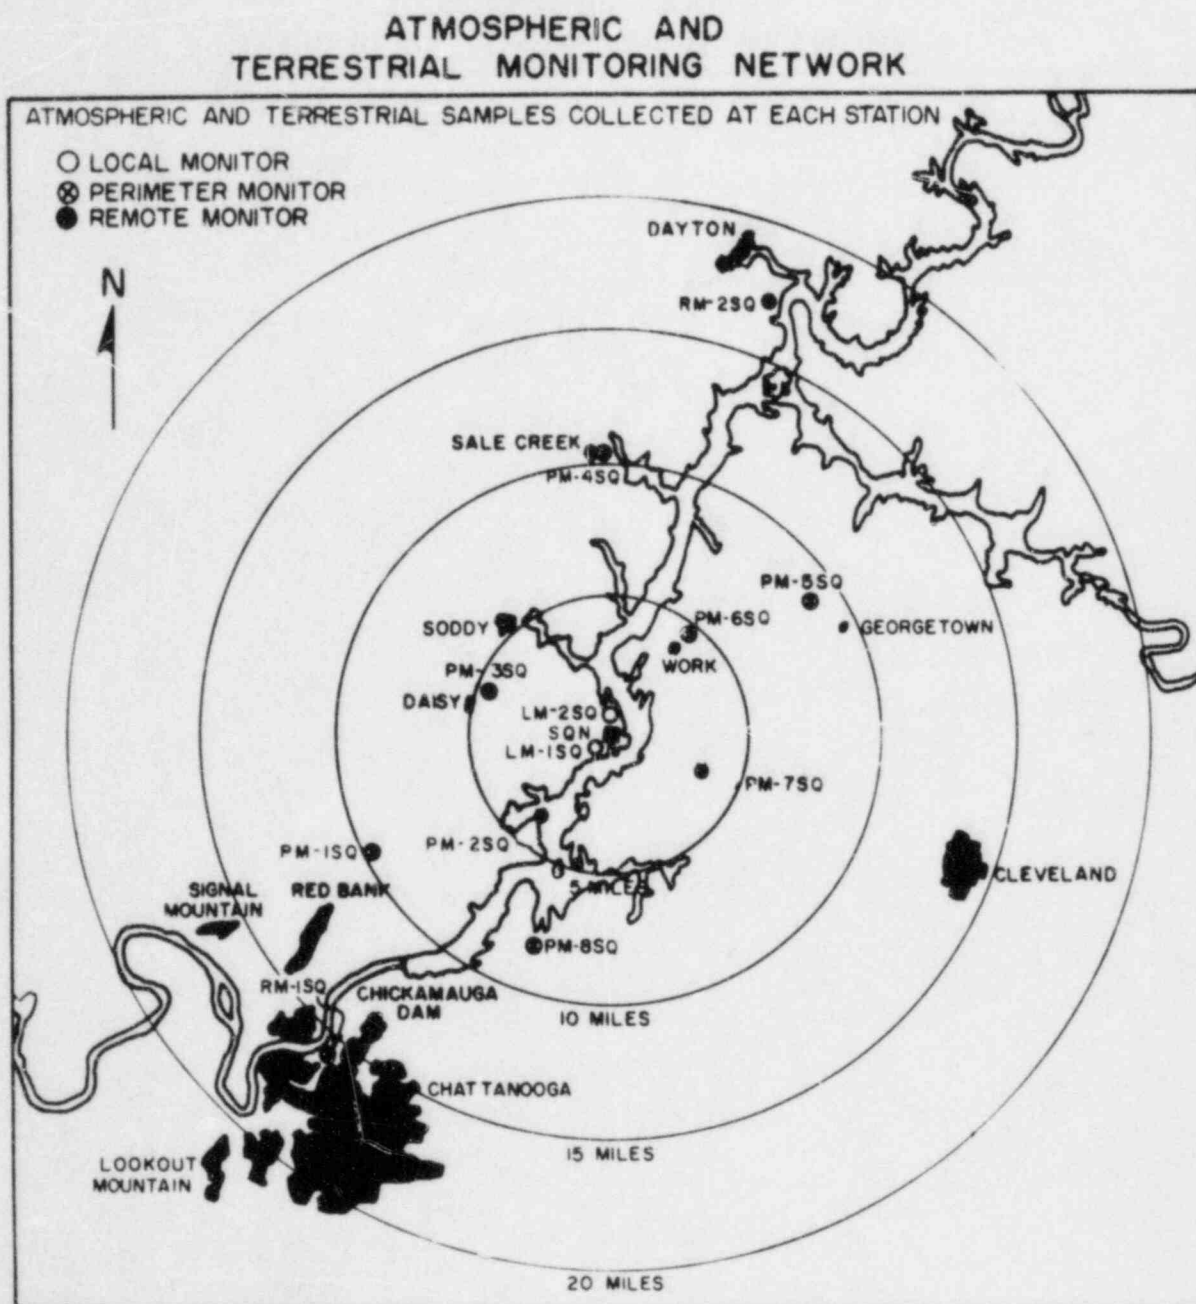 ATMOSPHERIC AND
TERRESTRIAL MONITORING NETWORK
ATMOSPHERIC AND TERRESTRIAL SAMPLES COLLECTED AT EACH STATION
LOCAL MONITOR
PERIMETER MONITOR
REMOTE MONITOR
N
DAYTON
RM-2SQ
SALE CREEK
PM-4SQ
PM-5SQ
PM-6SQ
GEORGETOWN
SODDY
WORK
PM-3SQ
DAISY
LM-2SQ
SQN
LM-1SQ
PM-7SQ
PM-2SQ
PM-1SQ
5 MILES
CLEVELAND
SIGNAL
MOUNTAIN
RED BANK
PM-8SQ
RM-1SQ
CHICKAMAUGA
DAM
10 MILES
CHATTANOOGA
15 MILES
LOOKOUT
MOUNTAIN
20 MILES